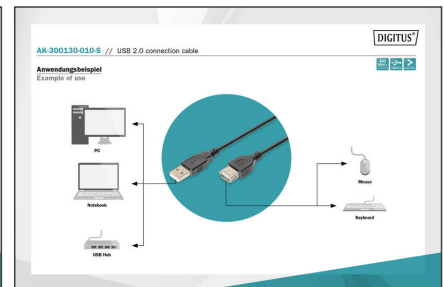 DIGITUS®
AK-300130-010-S // USB 2.0 connection cable
Anwendungsbeispiel
Example of use
PC
Notebook
USB Hub
Mouse
Keyboard